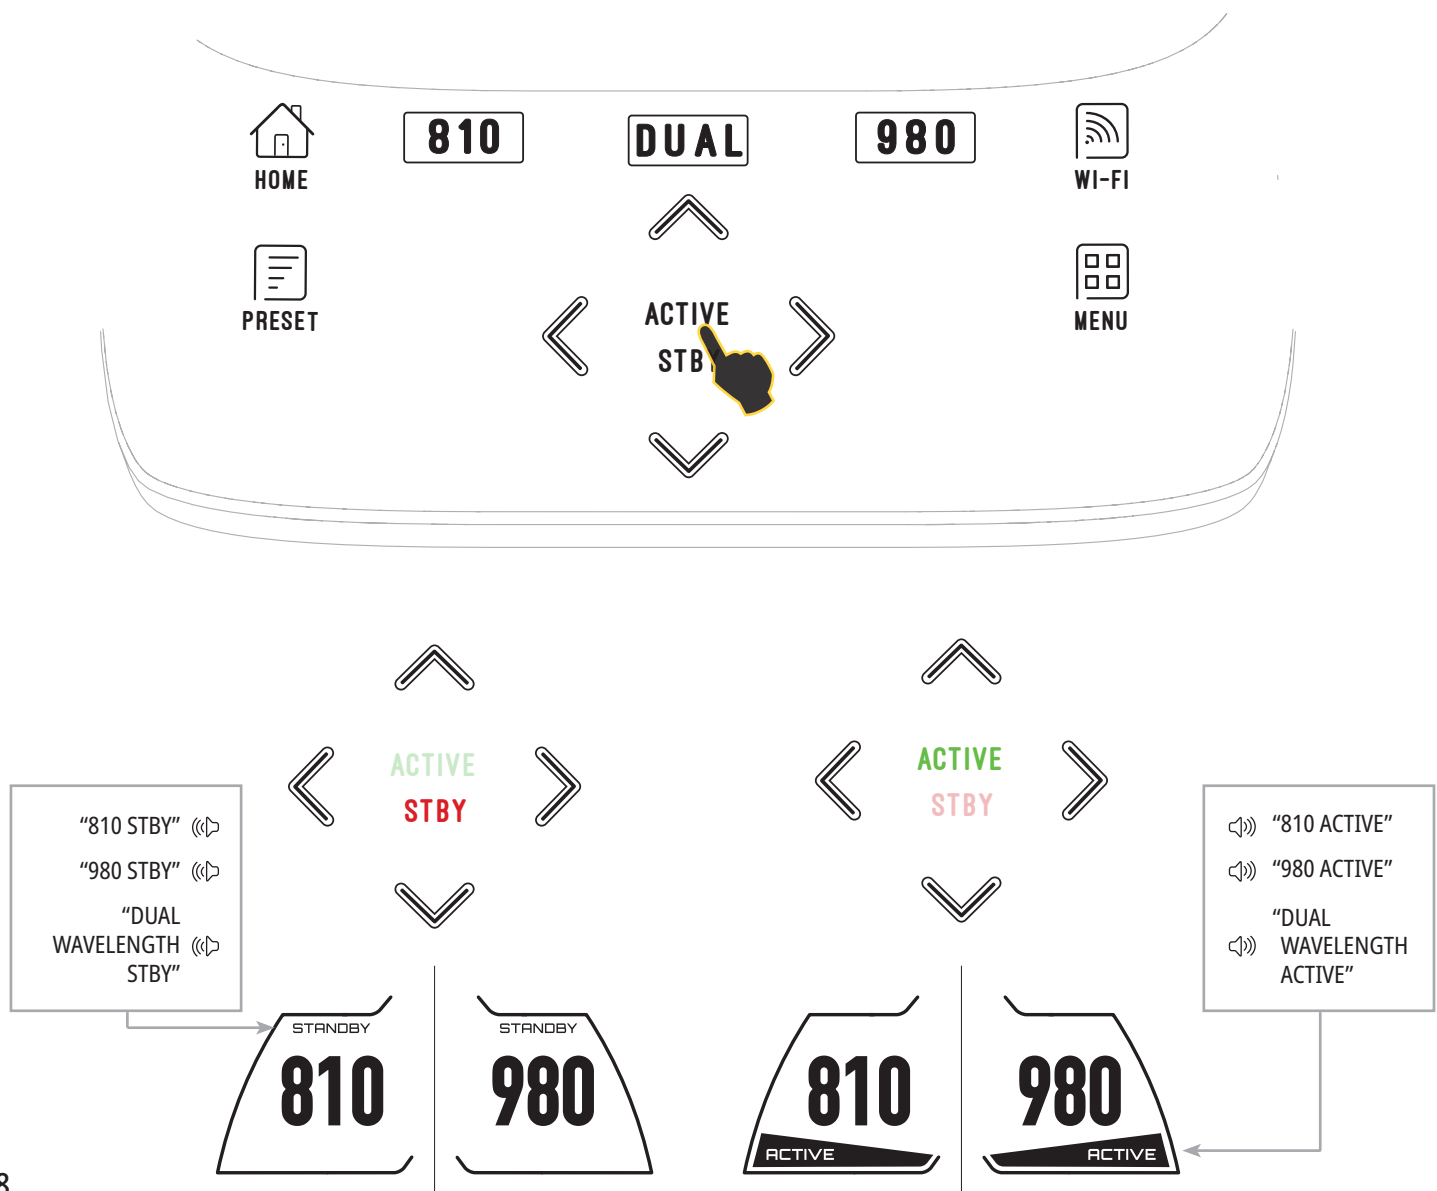 810
DUAL
980
HOME
WI-FI
PRESET
MENU
ACTIVE
ACTIVE
STBY
ACTIVE
STBY
“810 STBY”
“980 STBY”
“DUAL
WAVELENGTH
STBY”
“810 ACTIVE”
“980 ACTIVE”
“DUAL
WAVELENGTH
ACTIVE”
STANDBY
810
STANDBY
980
810
ACTIVE
980
ACTIVE